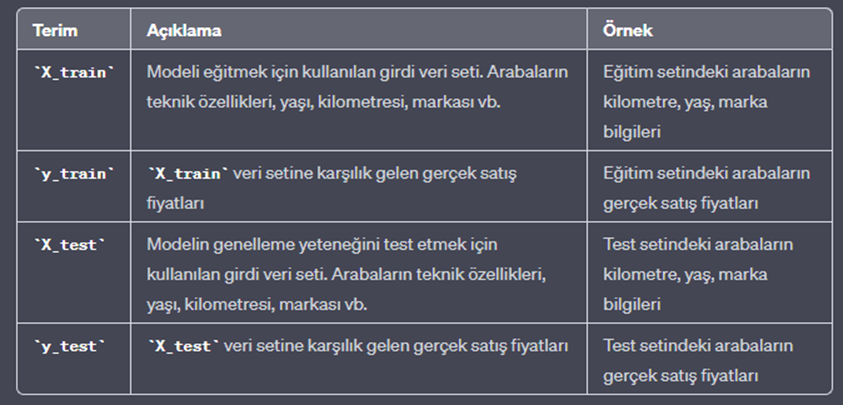 Terim Açıklama Örnek
`X_train` Modeli eğitmek için kullanılan girdi veri seti. Arabaların Eğitim setindeki arabaların
teknik özellikleri, yaşı, kilometresi, markası vb. kilometre, yaş, marka
bilgileri
`y_train` `X_train` veri setine karşılık gelen gerçek satış Eğitim setindeki arabaların
fiyatları gerçek satış fiyatları
`X_test` Modelin genelleme yeteneğini test etmek için Test setindeki arabaların
kullanılan girdi veri seti. Arabaların teknik özellikleri, kilometre, yaş, marka
yaşı, kilometresi, markası vb. bilgileri
`y_test` `X_test` veri setine karşılık gelen gerçek satış fiyatları Test setindeki arabaların
gerçek satış fiyatları